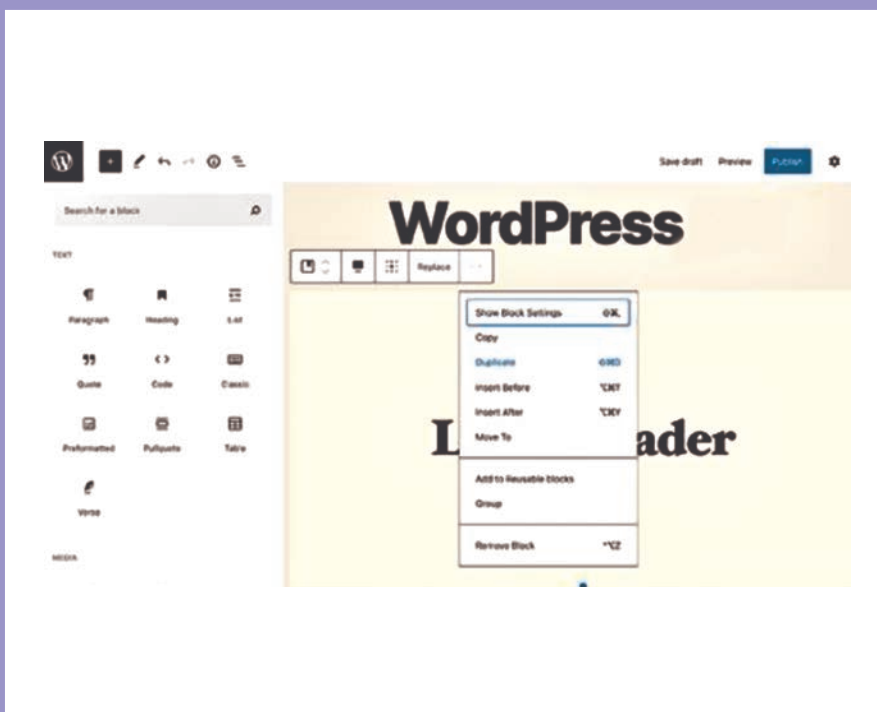 Save draft Preview Publish
Search for a block
WordPress
TEXT
Replace
Paragraph Heading List
Show Block Settings
Copy
Quote Code Classic
Duplicate
Insert Before
Insert After
Move To
L ader
Preformatted Pullquote Table
Add to Reusable blocks
Group
Verse
Remove Block
MEDIA